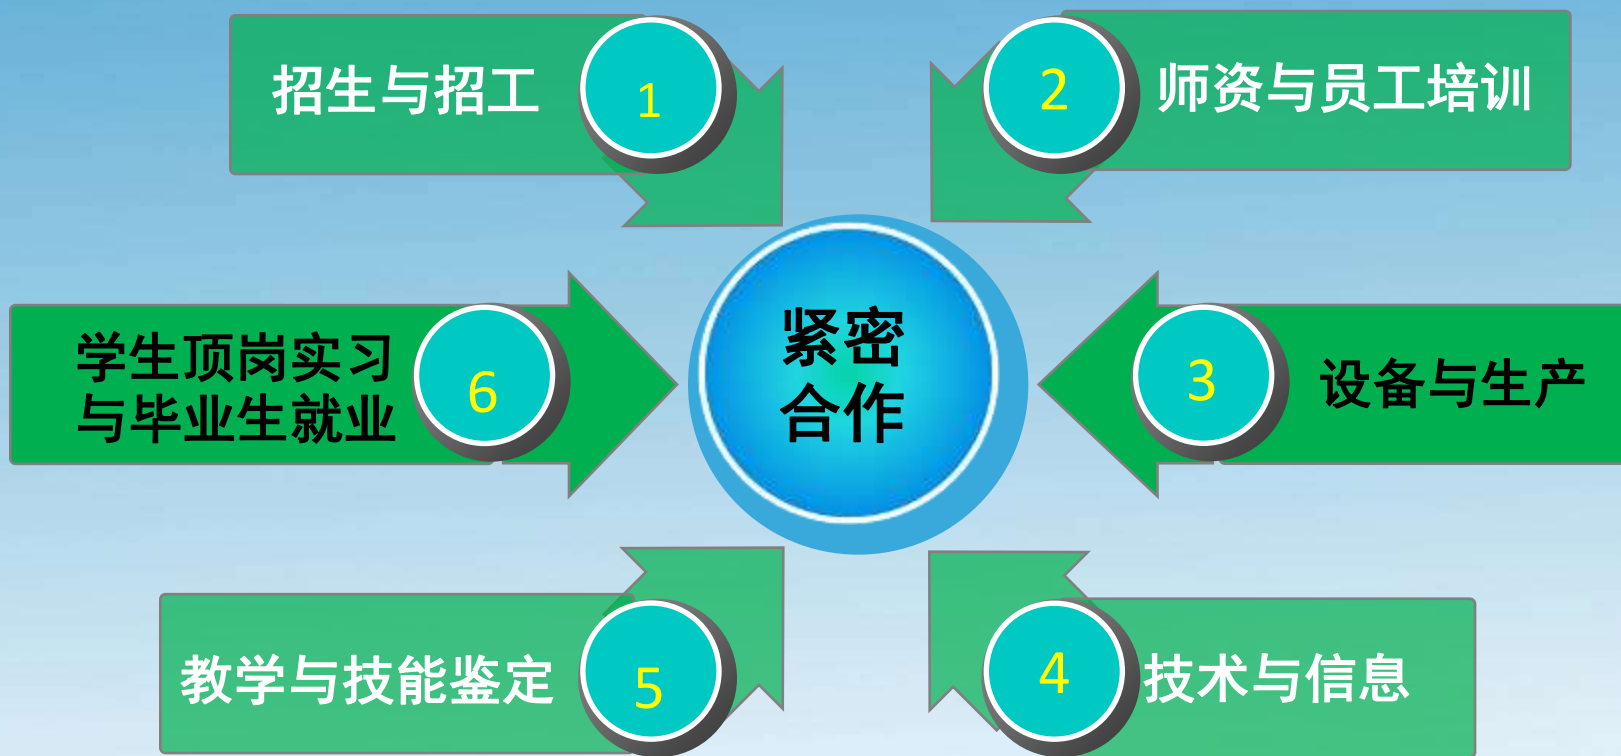 招生与招工
1
2
师资与员工培训
学生顶岗实习
与毕业生就业
6
紧密
合作
3
设备与生产
教学与技能鉴定
5
4
技术与信息